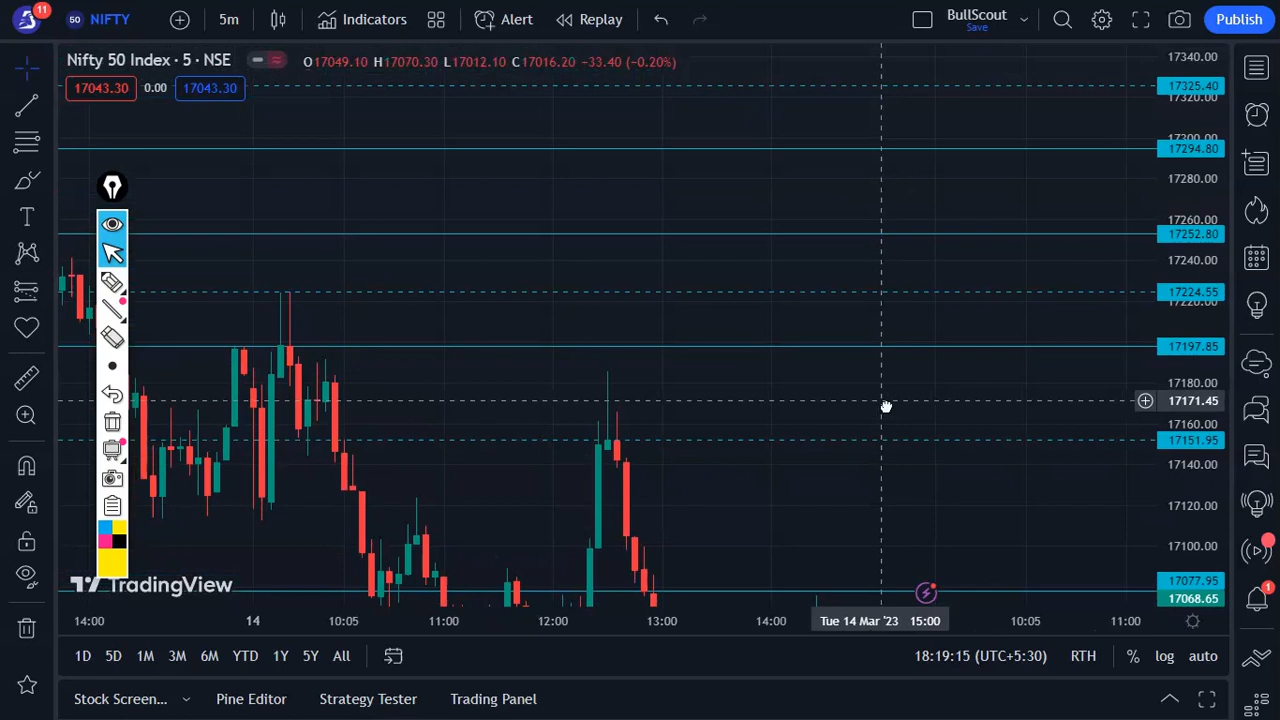 11
50 NIFTY
5m
Indicators
Alert
Replay
BullScout
Save
Publish
Nifty 50 Index · 5 · NSE
O17049.10 H17070.30 L17012.10 C17016.20 −33.40 (−0.20%)
17043.30 0.00 17043.30
17340.00
17325.40
17320.00
17300.00
17294.80
17280.00
17260.00
17252.80
17240.00
17224.55
17220.00
17197.85
17180.00
17171.45
17160.00
17151.95
17140.00
17120.00
17100.00
17077.95
17068.65
TradingView
14:00 14 10:05 11:00 12:00 13:00 14:00 Tue 14 Mar '23 15:00 10:05 11:00
1
1D 5D 1M 3M 6M YTD 1Y 5Y All
18:19:15 (UTC+5:30) RTH % log auto
Stock Screen... Pine Editor Strategy Tester Trading Panel